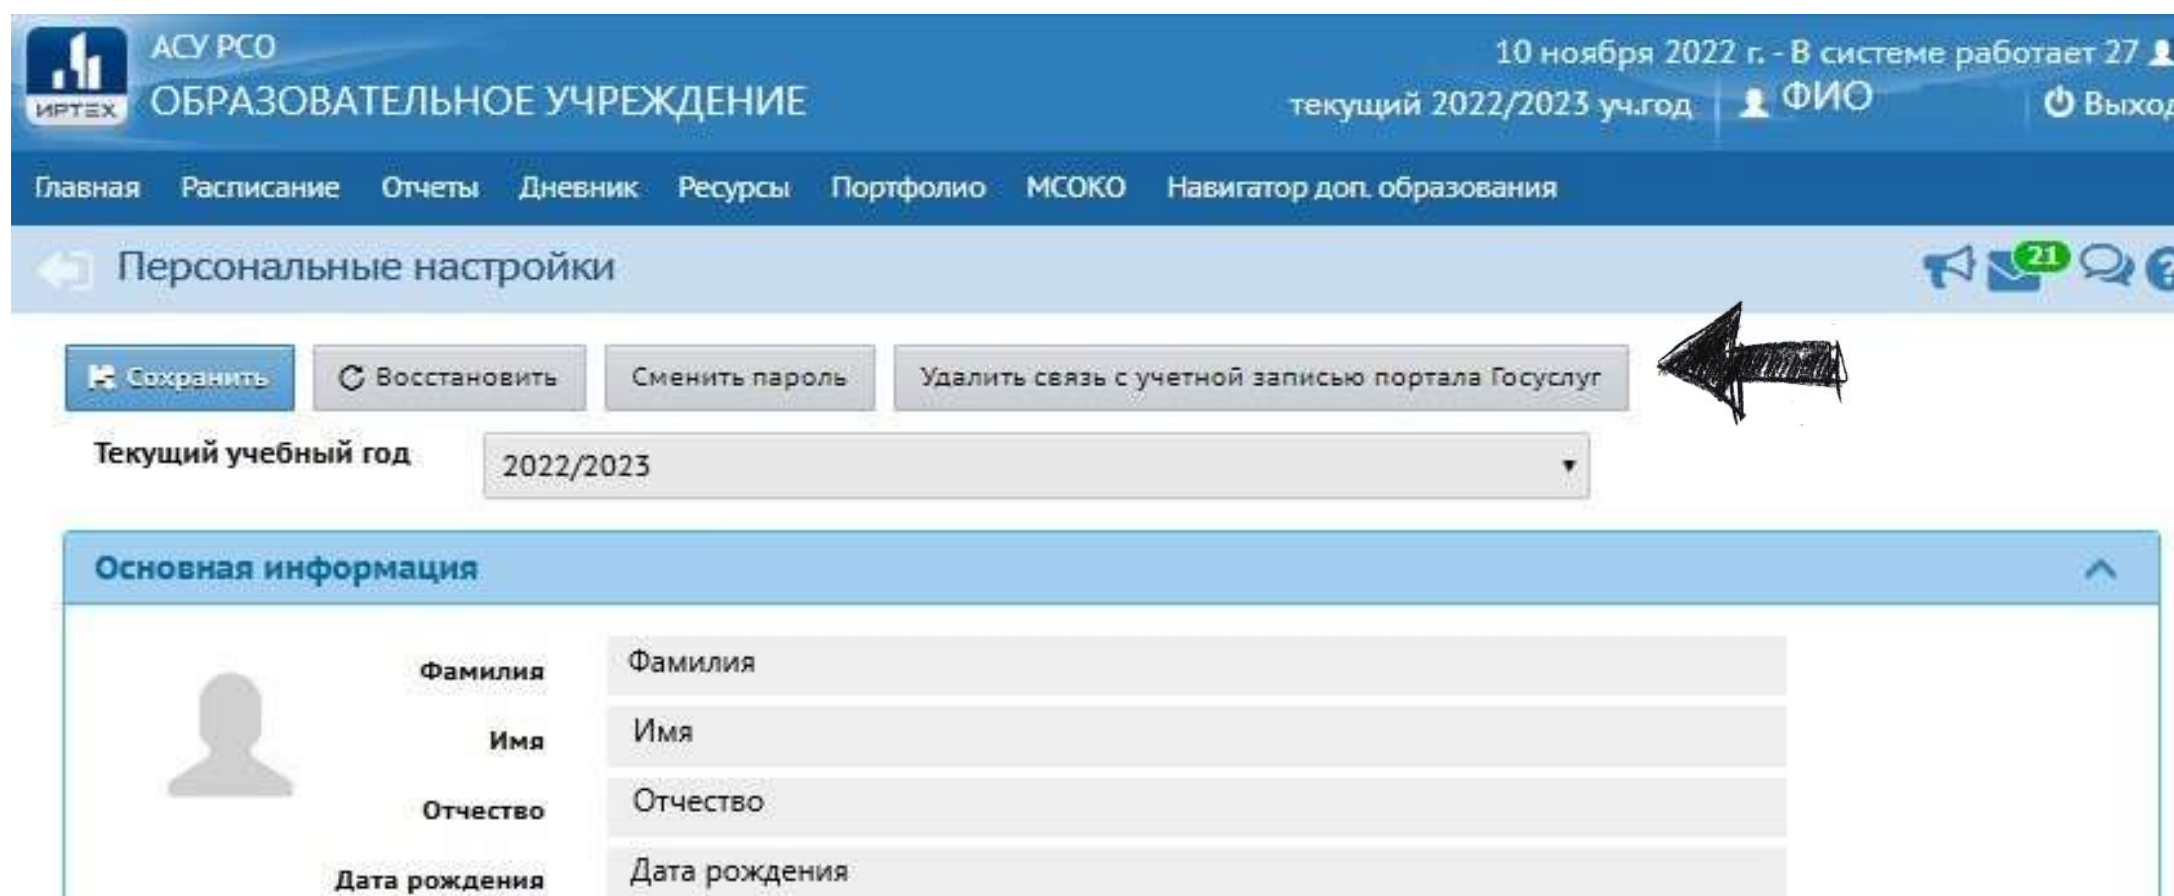 АСУ РСО
10 ноября 2022 г. - В системе работает 27
ИРТЕХ
ОБРАЗОВАТЕЛЬНОЕ УЧРЕЖДЕНИЕ
текущий 2022/2023 уч.год
ФИО
Выход
Главная Расписание Отчеты Дневник Ресурсы Портфолио МСОКО Навигатор доп. образования
Персональные настройки
21
Сохранить
Восстановить
Сменить пароль
Удалить связь с учетной записью портала Госуслуг
Текущий учебный год
2022/2023
Основная информация
Фамилия
Фамилия
Имя
Имя
Отчество
Отчество
Дата рождения
Дата рождения